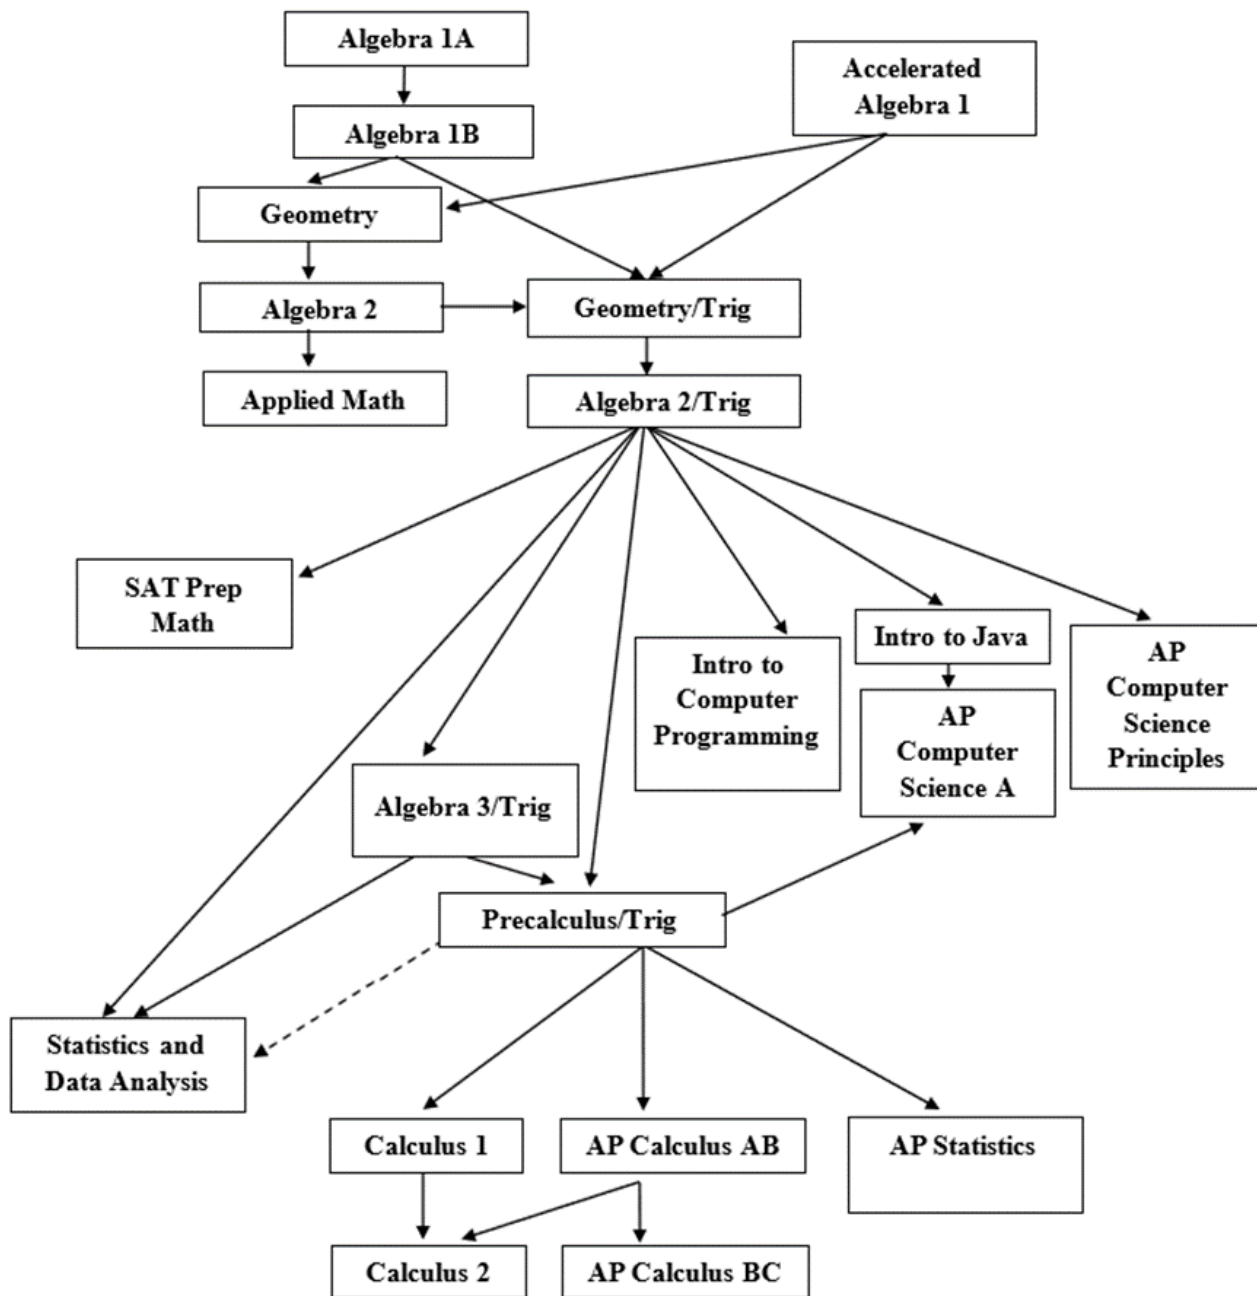 Algebra 1A
Accelerated
Algebra 1
Algebra 1B
Geometry
Algebra 2
Geometry/Trig
Applied Math
Algebra 2/Trig
SAT Prep
Math
Intro to
Computer
Programming
Intro to Java
AP
Computer
Science
Principles
AP
Computer
Science A
Algebra 3/Trig
Precalculus/Trig
Statistics and
Data Analysis
Calculus 1
AP Calculus AB
AP Statistics
Calculus 2
AP Calculus BC